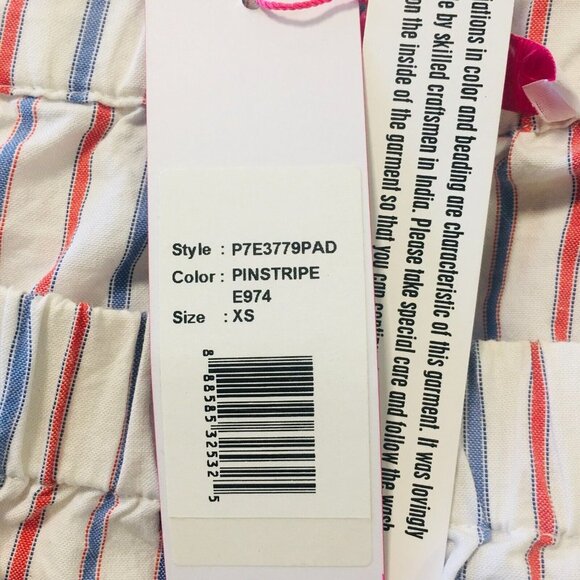 Style : P7E3779PAD
Color : PINSTRIPE
E974
Size : XS
8 88585 32532 5
in color and beading are characteristic of this garment. It was lovingly
by skilled craftsmen in India. Please take special care and follow the wash
on the inside of the garment so that you can